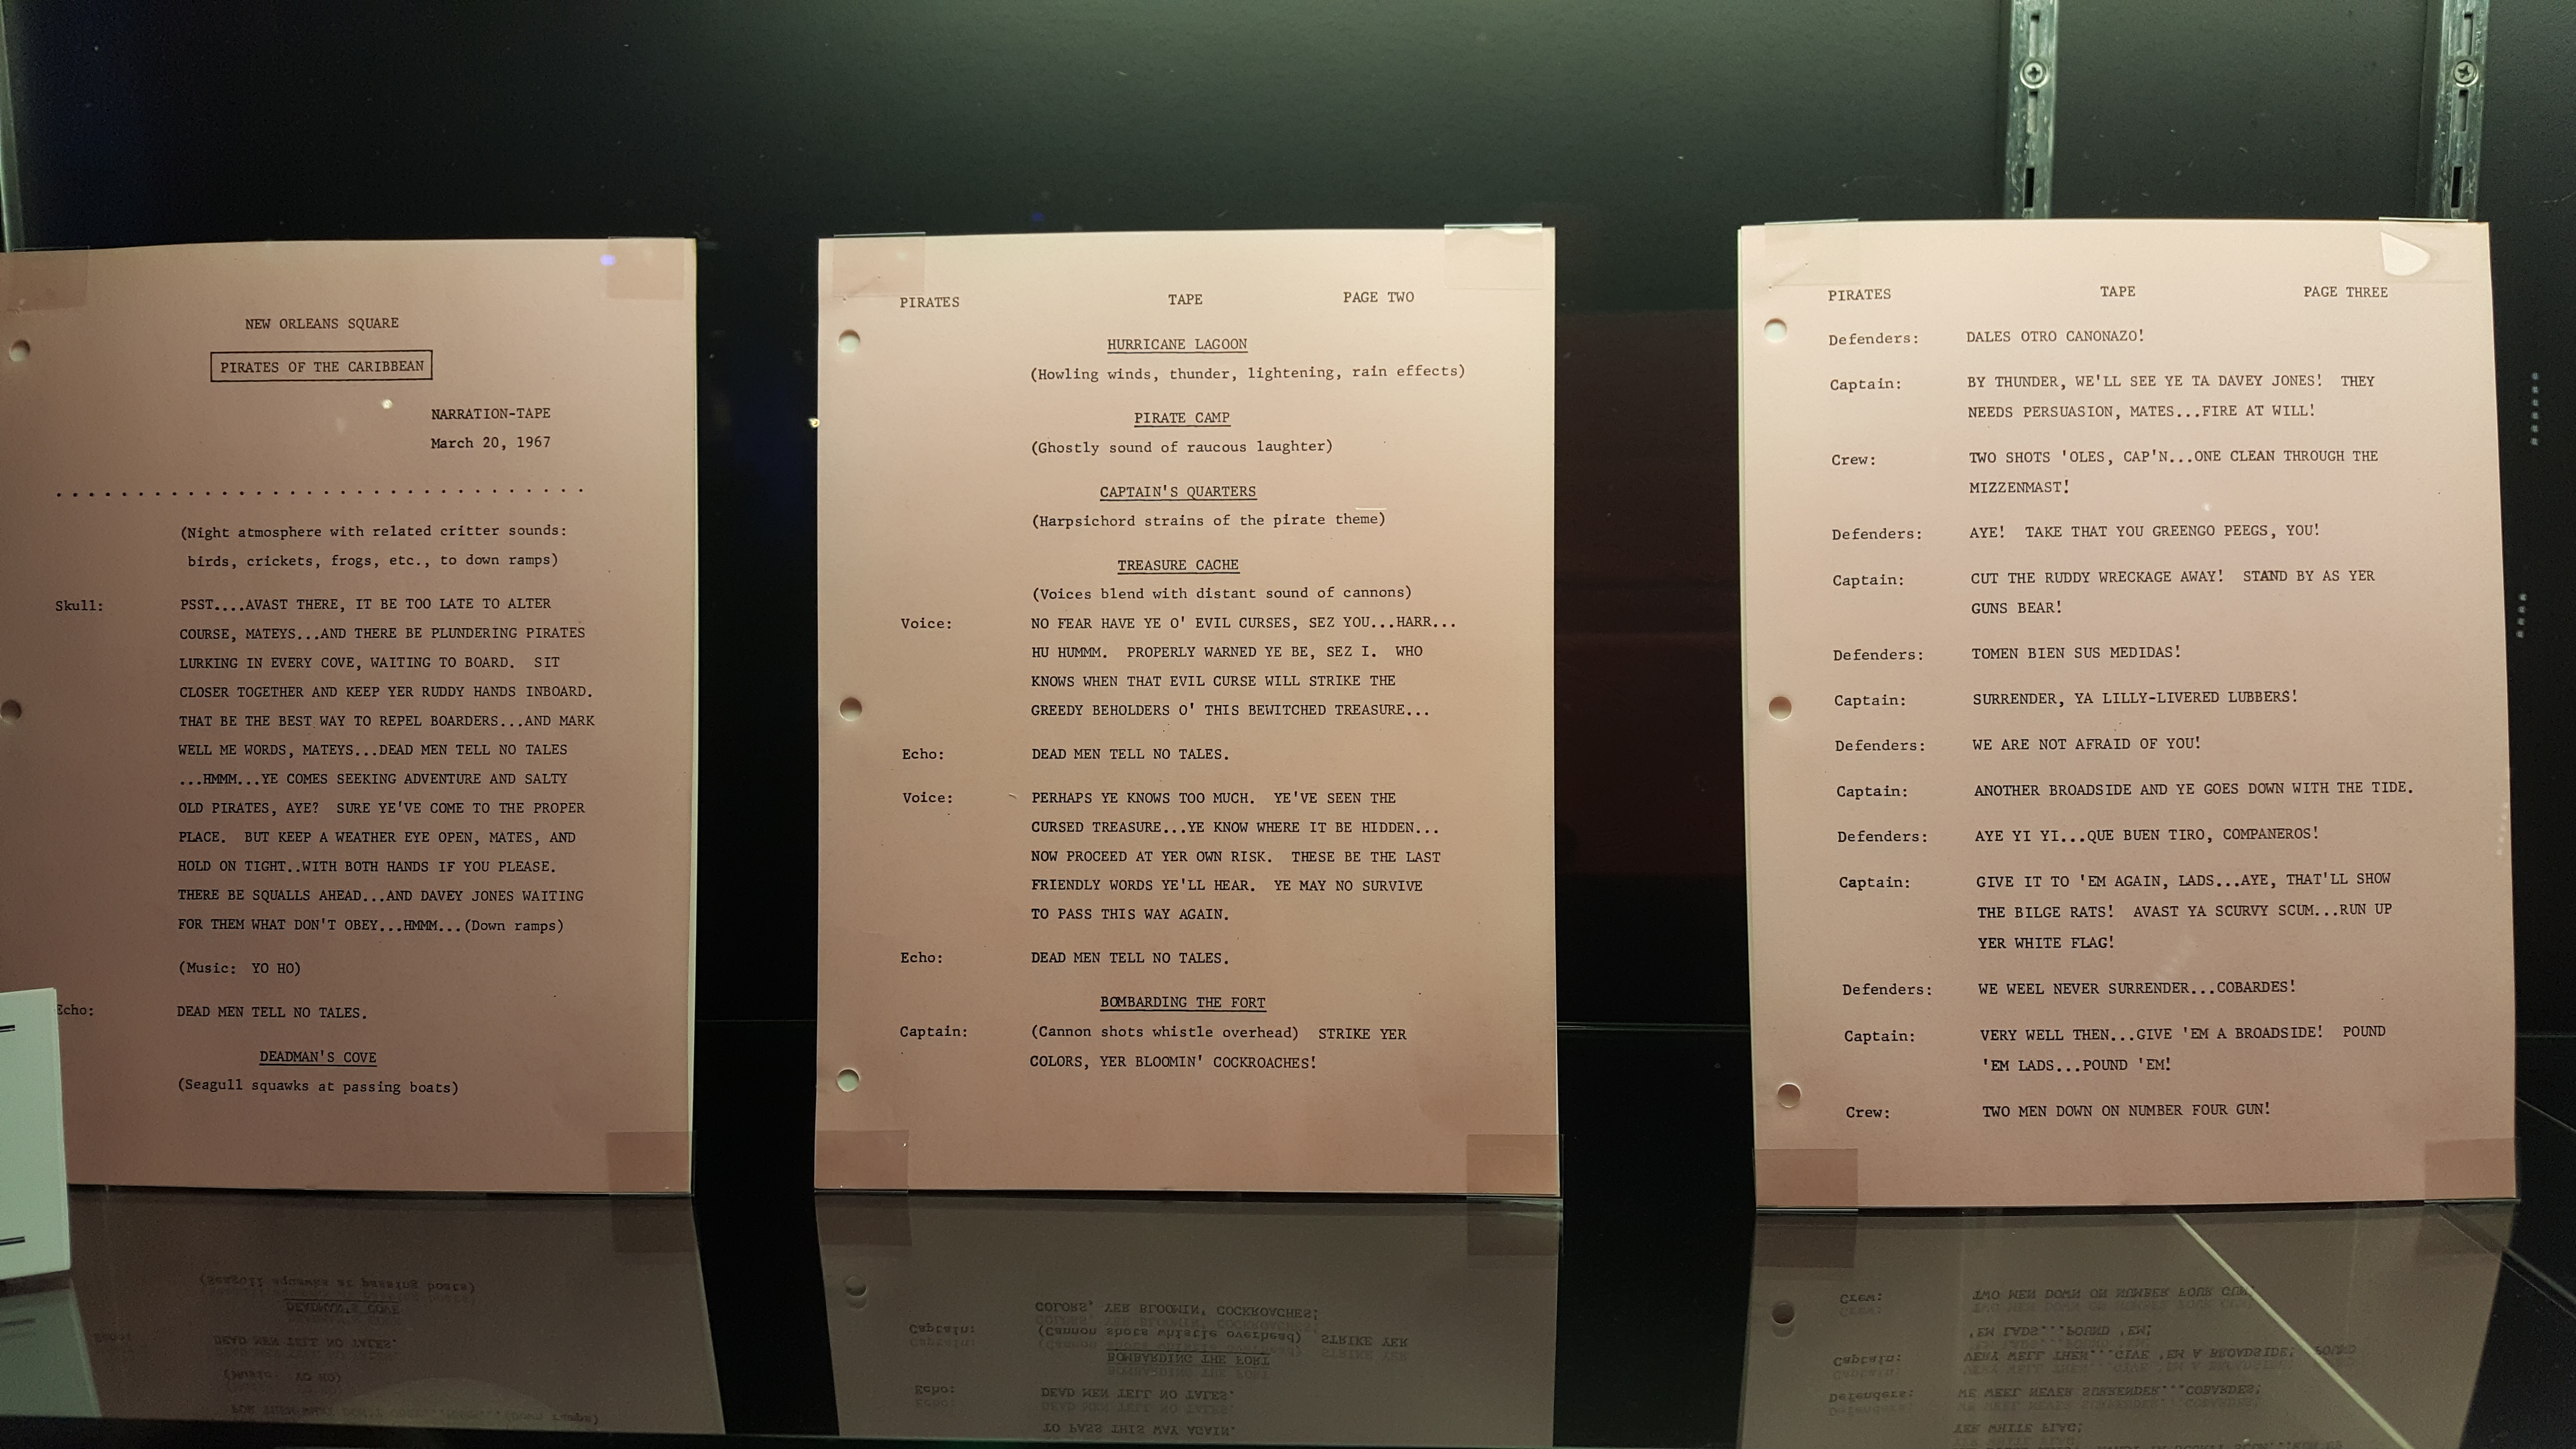 NEW ORLEANS SQUARE
PIRATES OF THE CARIBBEAN
NARRATION-TAPE
March 20, 1967
. . . . . . . . . . . . . . . . . . . . . . . . . . . . . . . . .
(Night atmosphere with related critter sounds:
birds, crickets, frogs, etc., to down ramps)
Skull: PSST....AVAST THERE, IT BE TOO LATE TO ALTER
COURSE, MATEYS...AND THERE BE PLUNDERING PIRATES
LURKING IN EVERY COVE, WAITING TO BOARD. SIT
CLOSER TOGETHER AND KEEP YER RUDDY HANDS INBOARD.
THAT BE THE BEST WAY TO REPEL BOARDERS...AND MARK
WELL ME WORDS, MATEYS...DEAD MEN TELL NO TALES
...HMMM...YE COMES SEEKING ADVENTURE AND SALTY
OLD PIRATES, AYE? SURE YE'VE COME TO THE PROPER
PLACE. BUT KEEP A WEATHER EYE OPEN, MATES, AND
HOLD ON TIGHT..WITH BOTH HANDS IF YOU PLEASE.
THERE BE SQUALLS AHEAD...AND DAVEY JONES WAITING
FOR THEM WHAT DON'T OBEY...HMMM...(Down ramps)
(Music: YO HO)
Echo: DEAD MEN TELL NO TALES.
DEADMAN'S COVE
(Seagull squawks at passing boats)
PIRATES TAPE PAGE TWO
HURRICANE LAGOON
(Howling winds, thunder, lightening, rain effects)
PIRATE CAMP
(Ghostly sound of raucous laughter)
CAPTAIN'S QUARTERS
(Harpsichord strains of the pirate theme)
TREASURE CACHE
(Voices blend with distant sound of cannons)
Voice: NO FEAR HAVE YE O' EVIL CURSES, SEZ YOU...HARR...
HU HUMMM. PROPERLY WARNED YE BE, SEZ I. WHO
KNOWS WHEN THAT EVIL CURSE WILL STRIKE THE
GREEDY BEHOLDERS O' THIS BEWITCHED TREASURE...
Echo: DEAD MEN TELL NO TALES.
Voice: PERHAPS YE KNOWS TOO MUCH. YE'VE SEEN THE
CURSED TREASURE...YE KNOW WHERE IT BE HIDDEN...
NOW PROCEED AT YER OWN RISK. THESE BE THE LAST
FRIENDLY WORDS YE'LL HEAR. YE MAY NO SURVIVE
TO PASS THIS WAY AGAIN.
Echo: DEAD MEN TELL NO TALES.
BOMBARDING THE FORT
Captain: (Cannon shots whistle overhead) STRIKE YER
COLORS, YER BLOOMIN' COCKROACHES!
PIRATES TAPE PAGE THREE
Defenders: DALES OTRO CANONAZO!
Captain: BY THUNDER, WE'LL SEE YE TA DAVEY JONES! THEY
NEEDS PERSUASION, MATES...FIRE AT WILL!
Crew: TWO SHOTS 'OLES, CAP'N...ONE CLEAN THROUGH THE
MIZZENMAST!
Defenders: AYE! TAKE THAT YOU GREENGO PEEGS, YOU!
Captain: CUT THE RUDDY WRECKAGE AWAY! STAND BY AS YER
GUNS BEAR!
Defenders: TOMEN BIEN SUS MEDIDAS!
Captain: SURRENDER, YA LILLY-LIVERED LUBBERS!
Defenders: WE ARE NOT AFRAID OF YOU!
Captain: ANOTHER BROADSIDE AND YE GOES DOWN WITH THE TIDE.
Defenders: AYE YI YI...QUE BUEN TIRO, COMPANEROS!
Captain: GIVE IT TO 'EM AGAIN, LADS...AYE, THAT'LL SHOW
THE BILGE RATS! AVAST YA SCURVY SCUM...RUN UP
YER WHITE FLAG!
Defenders: WE WEEL NEVER SURRENDER...COBARDES!
Captain: VERY WELL THEN...GIVE 'EM A BROADSIDE! POUND
'EM LADS...POUND 'EM!
Crew: TWO MEN DOWN ON NUMBER FOUR GUN!